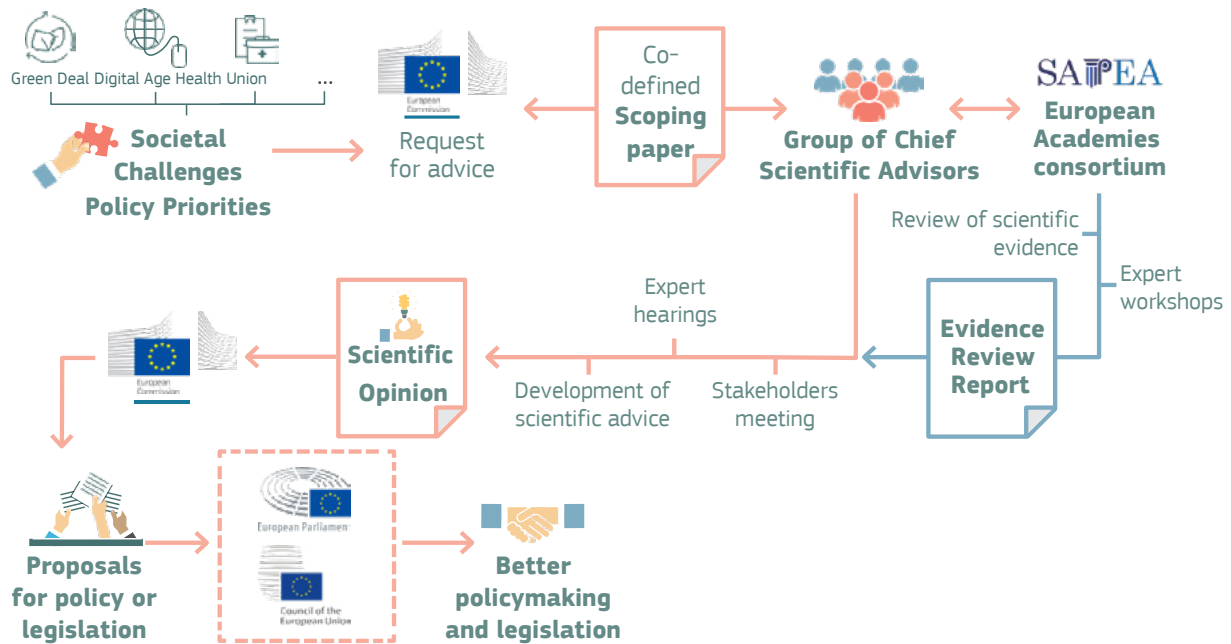 Green Deal Digital Age Health Union ...
Societal
Challenges
Policy Priorities
European
Commission
Request
for advice
Co-
defined
Scoping
paper
Group of Chief
Scientific Advisors
SAPEA
European
Academies
consortium
Review of scientific
evidence
Expert
workshops
Evidence
Review
Report
Expert
hearings
Development of
scientific advice
Stakeholders
meeting
Scientific
Opinion
European
Commission
Proposals
for policy or
legislation
European Parliament
Council of the
European Union
Better
policymaking
and legislation